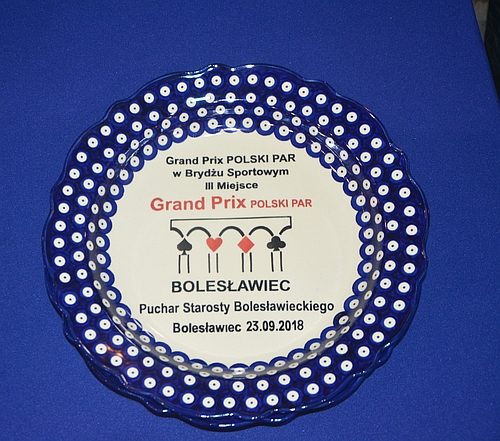 Grand Prix POLSKI PAR
w Brydżu Sportowym
III Miejsce
Grand Prix POLSKI PAR
BOLESŁAWIEC
Puchar Starosty Bolesławieckiego
Bolesławiec 23.09.2018